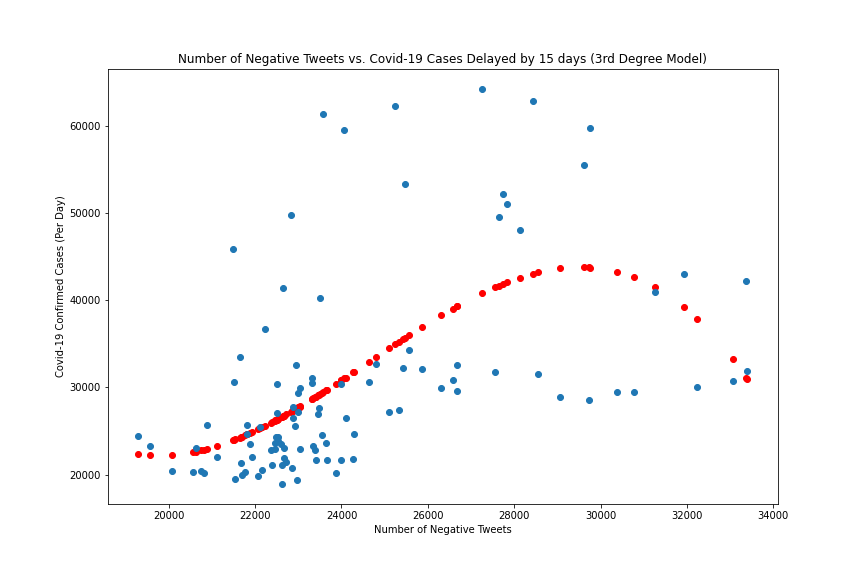 Number of Negative Tweets vs. Covid-19 Cases Delayed by 15 days (3rd Degree Model)
60000
50000
40000
30000
20000
Covid-19 Confirmed Cases (Per Day)
20000 22000 24000 26000 28000 30000 32000 34000
Number of Negative Tweets